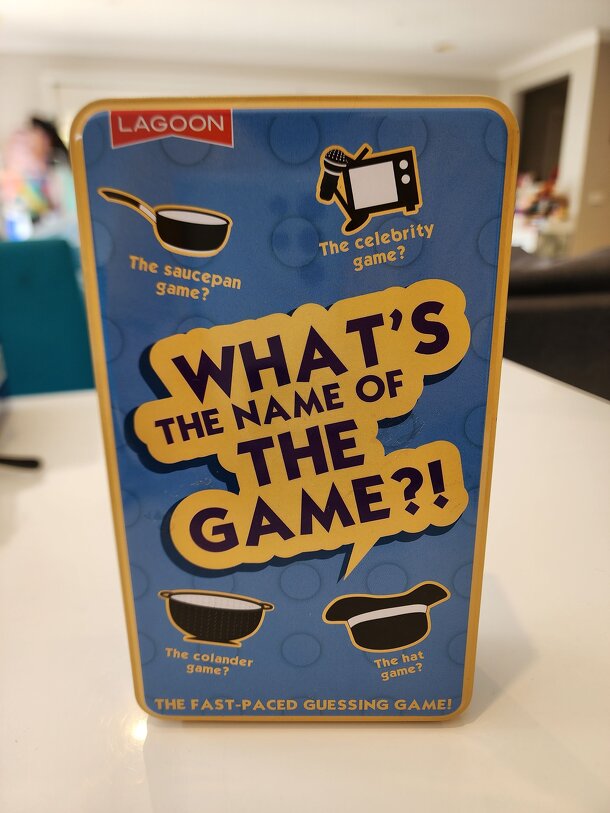 LAGOON
The saucepan
game?
The celebrity
game?
WHAT'S
THE NAME OF
THE
GAME?!
The colander
game?
The hat
game?
THE FAST-PACED GUESSING GAME!